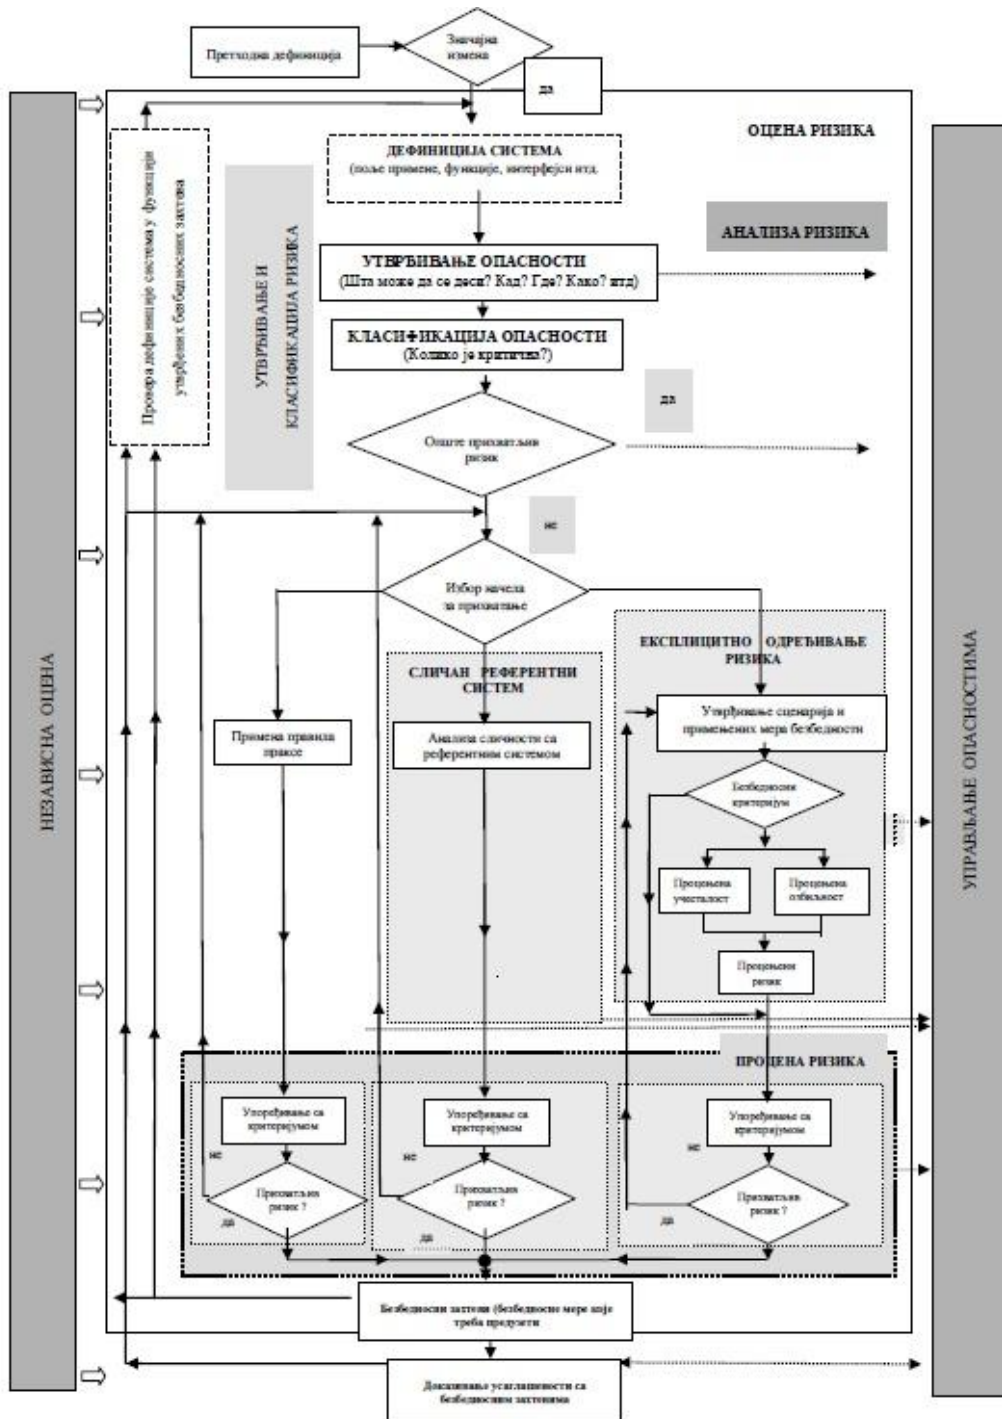 Претходна дефиниција
Значајна
измена
да
ОЦЕНА РИЗИКА
ДЕФИНИЦИЈА СИСТЕМА
(поље примене, функције, интерфејси итд.
АНАЛИЗА РИЗИКА
УТВРЂИВАЊЕ ОПАСНОСТИ
(Шта може да се деси? Кад? Где? Како? итд)
КЛАСИФИКАЦИЈА ОПАСНОСТИ
(Колико је критична?)
Провера дефиниције система у функцији
утврђених безбедносних захтева
УТВРЂИВАЊЕ И
КЛАСИФИКАЦИЈА РИЗИКА
да
Опште прихватљив
ризик
не
Избор начела
за прихватање
НЕЗАВИСНА ОЦЕНА
УПРАВЉАЊЕ ОПАСНОСТИМА
ЕКСПЛИЦИТНО ОДРЕЂИВАЊЕ
РИЗИКА
СЛИЧАН РЕФЕРЕНТНИ
СИСТЕМ
Примена правила
праксе
Анализа сличности са
референтним системом
Утврђивање сценарија и
примењених мера безбедности
Безбедносни
критеријум
Процењена
учесталост
Процењена
озбиљност
Процењени
ризик
ПРОЦЕНА РИЗИКА
Упоређивање са
критеријумом
Упоређивање са
критеријумом
Упоређивање са
критеријумом
не
не
не
Прихватљив
ризик ?
Прихватљив
ризик ?
Прихватљив
ризик ?
да
да
да
Безбедносни захтеви (безбедносне мере које
треба предузети
Доказивање усаглашености са
безбедносним захтевима